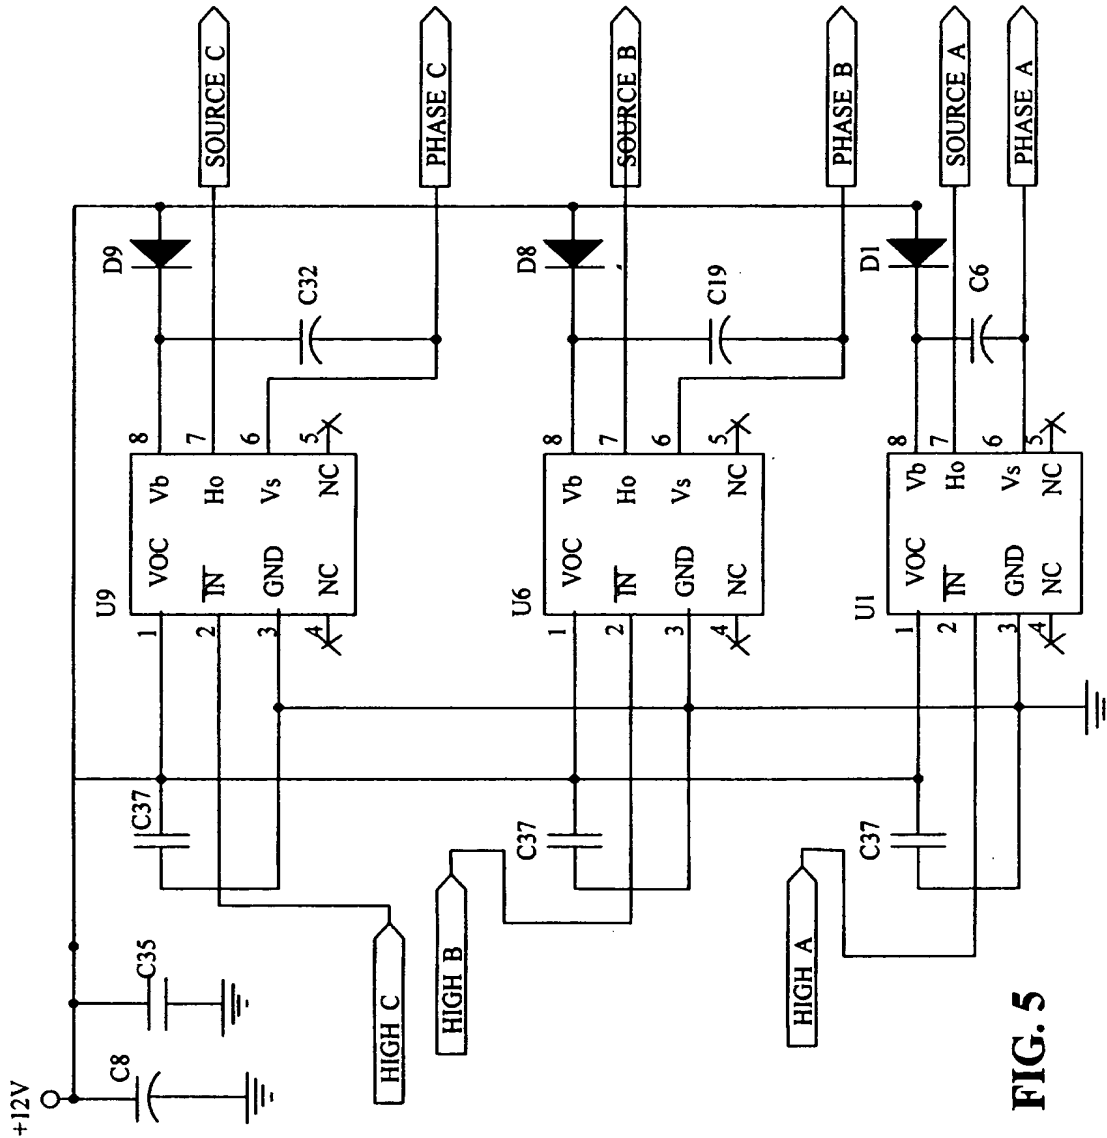 +12V
C8
C35
HIGH C
HIGH B
HIGH A
C37
C37
C37
U9
1
2
3
4
VOC
IN
GND
NC
Vb
Ho
Vs
NC
8
7
6
5
D9
C32
SOURCE C
PHASE C
U6
1
2
3
4
VOC
IN
GND
NC
Vb
Ho
Vs
NC
8
7
6
5
D8
C19
SOURCE B
PHASE B
U1
1
2
3
4
VOC
IN
GND
NC
Vb
Ho
Vs
NC
8
7
6
5
D1
C6
SOURCE A
PHASE A
FIG. 5